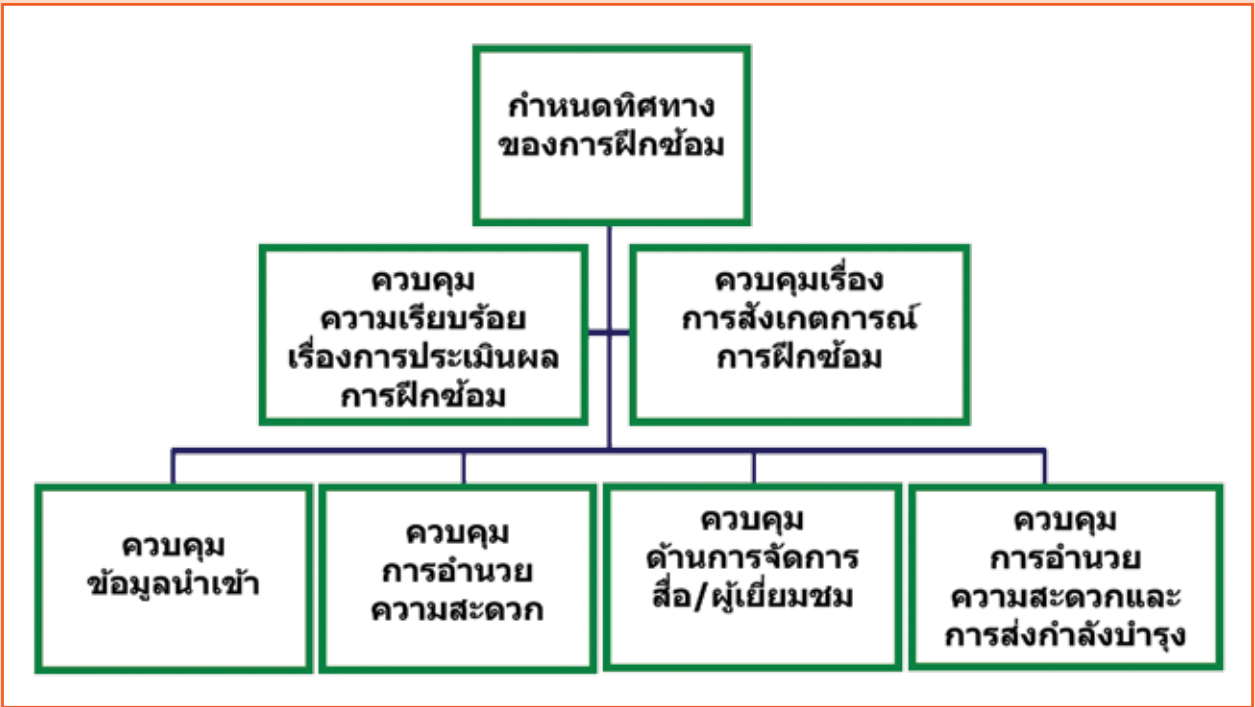 กำหนดทิศทาง
ของการฝึกซ้อม
ควบคุม
ความเรียบร้อย
เรื่องการประเมินผล
การฝึกซ้อม
ควบคุมเรื่อง
การสังเกตการณ์
การฝึกซ้อม
ควบคุม
ข้อมูลนำเข้า
ควบคุม
การอำนวย
ความสะดวก
ควบคุม
ด้านการจัดการ
สื่อ/ผู้เยี่ยมชม
ควบคุม
การอำนวย
ความสะดวกและ
การส่งกำลังบำรุง